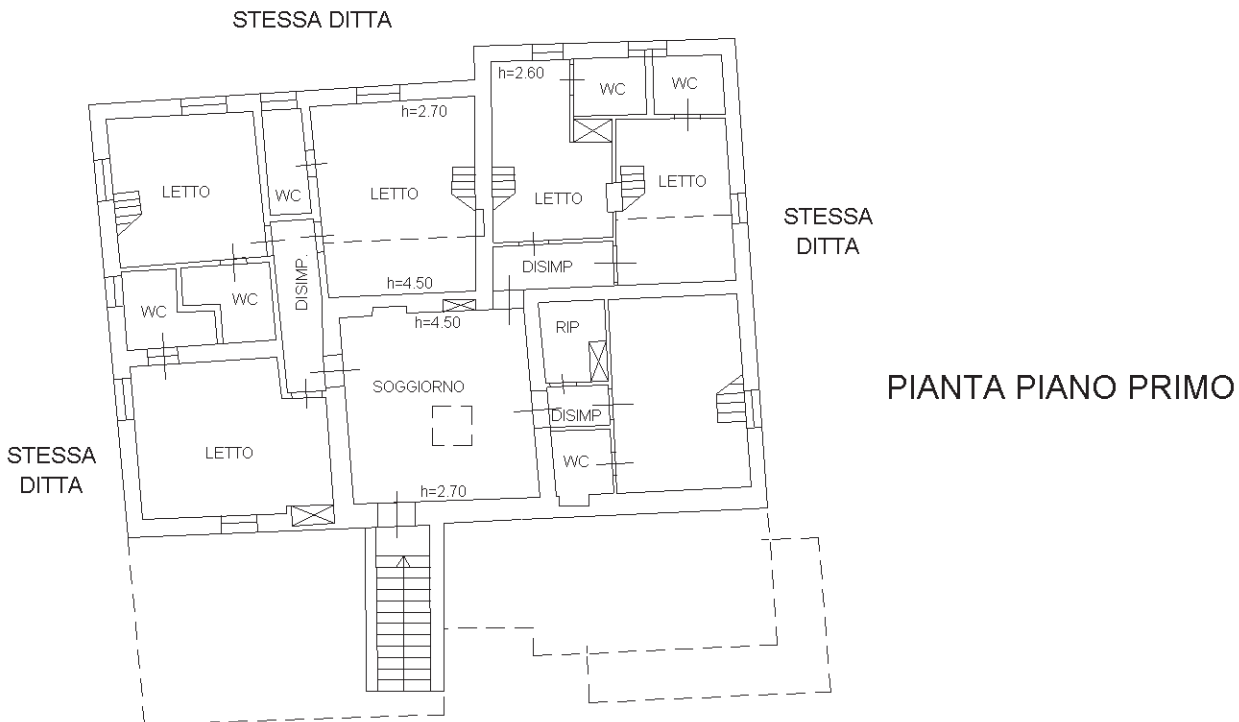 STESSA DITTA
h=2.60
WC
WC
h=2.70
LETTO
WC
LETTO
LETTO
LETTO
STESSA
DITTA
DISIMP.
DISIMP
h=4.50
WC
WC
h=4.50
RIP
SOGGIORNO
PIANTA PIANO PRIMO
DISIMP
STESSA
DITTA
LETTO
WC
h=2.70